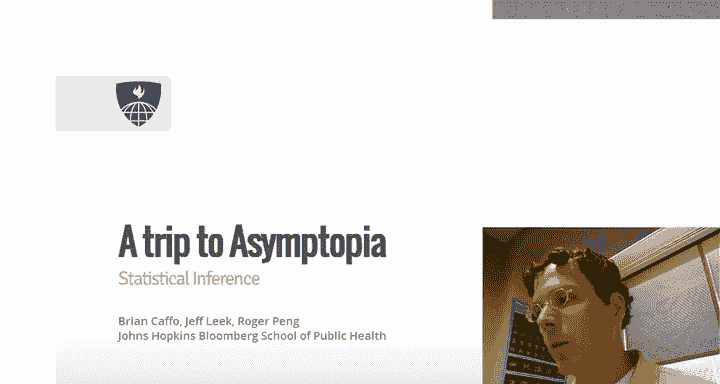 A trip to Asymptopia
Statistical Inference
Brian Caffo, Jeff Leek, Roger Peng
Johns Hopkins Bloomberg School of Public Health